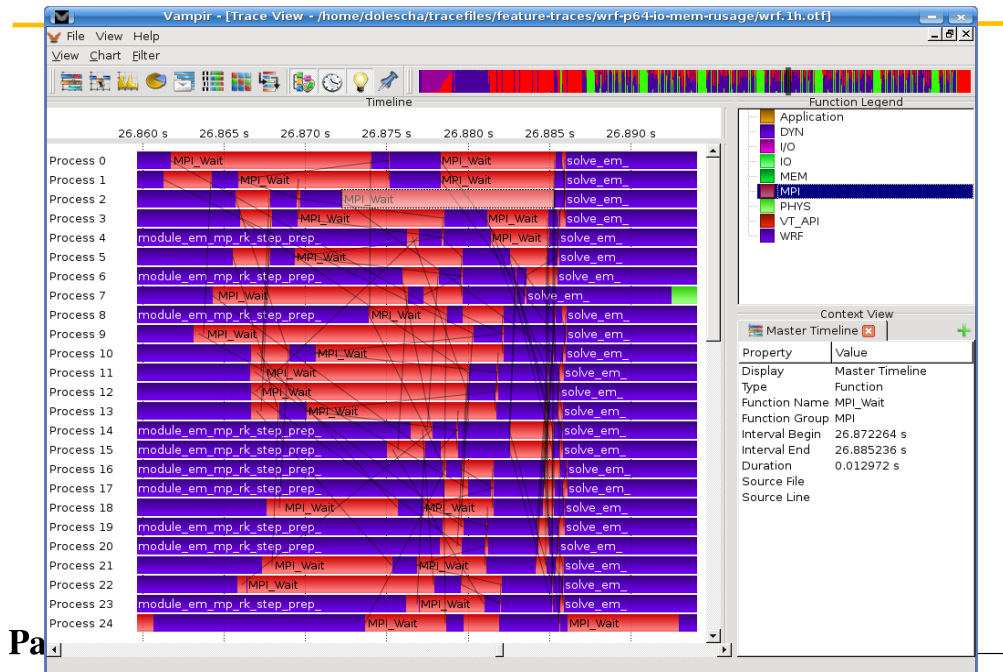 Vampir - [Trace View - /home/dolescha/tracefiles/feature-traces/wrf-p64-io-mem-rusage/wrf.1h.otf]
File View Help
View Chart Filter
Timeline
26.860 s 26.865 s 26.870 s 26.875 s 26.880 s 26.885 s 26.890 s
Process 0 MPI_Wait MPI_Wait solve_em_
Process 1 MPI_Wait MPI_Wait solve_em_
Process 2 MPI_Wait solve_em_
Process 3 MPI_Wait MPI_Wait solve_em_
Process 4 module_em_mp_rk_step_prep_ MPI_Wait solve_em_
Process 5 MPI_Wait solve_em_
Process 6 module_em_mp_rk_step_prep_ solve_em_
Process 7 MPI_Wait solve_em_
Process 8 module_em_mp_rk_step_prep_ MPI_Wait solve_em_
Process 9 MPI_Wait solve_em_
Process 10 MPI_Wait solve_em_
Process 11 MPI_Wait solve_em_
Process 12 MPI_Wait solve_em_
Process 13 MPI_Wait solve_em_
Process 14 module_em_mp_rk_step_prep_ solve_em_
Process 15 module_em_mp_rk_step_prep_ solve_em_
Process 16 module_em_mp_rk_step_prep_ solve_em_
Process 17 module_em_mp_rk_step_prep_ solve_em_
Process 18 MPI_Wait MPI_Wait solve_em_
Process 19 module_em_mp_rk_step_prep_ solve_em_
Process 20 module_em_mp_rk_step_prep_ solve_em_
Process 21 MPI_Wait MPI_Wait solve_em_
Process 22 MPI_Wait solve_em_
Process 23 module_em_mp_rk_step_prep_ MPI_Wait solve_em_
Process 24 MPI_Wait MPI_Wait
Function Legend
Application
DYN
I/O
IO
MEM
MPI
PHYS
VT_API
WRF
Context View
Master Timeline
Property Value
Display Master Timeline
Type Function
Function Name MPI_Wait
Function Group MPI
Interval Begin 26.872264 s
Interval End 26.885236 s
Duration 0.012972 s
Source File
Source Line
Pa